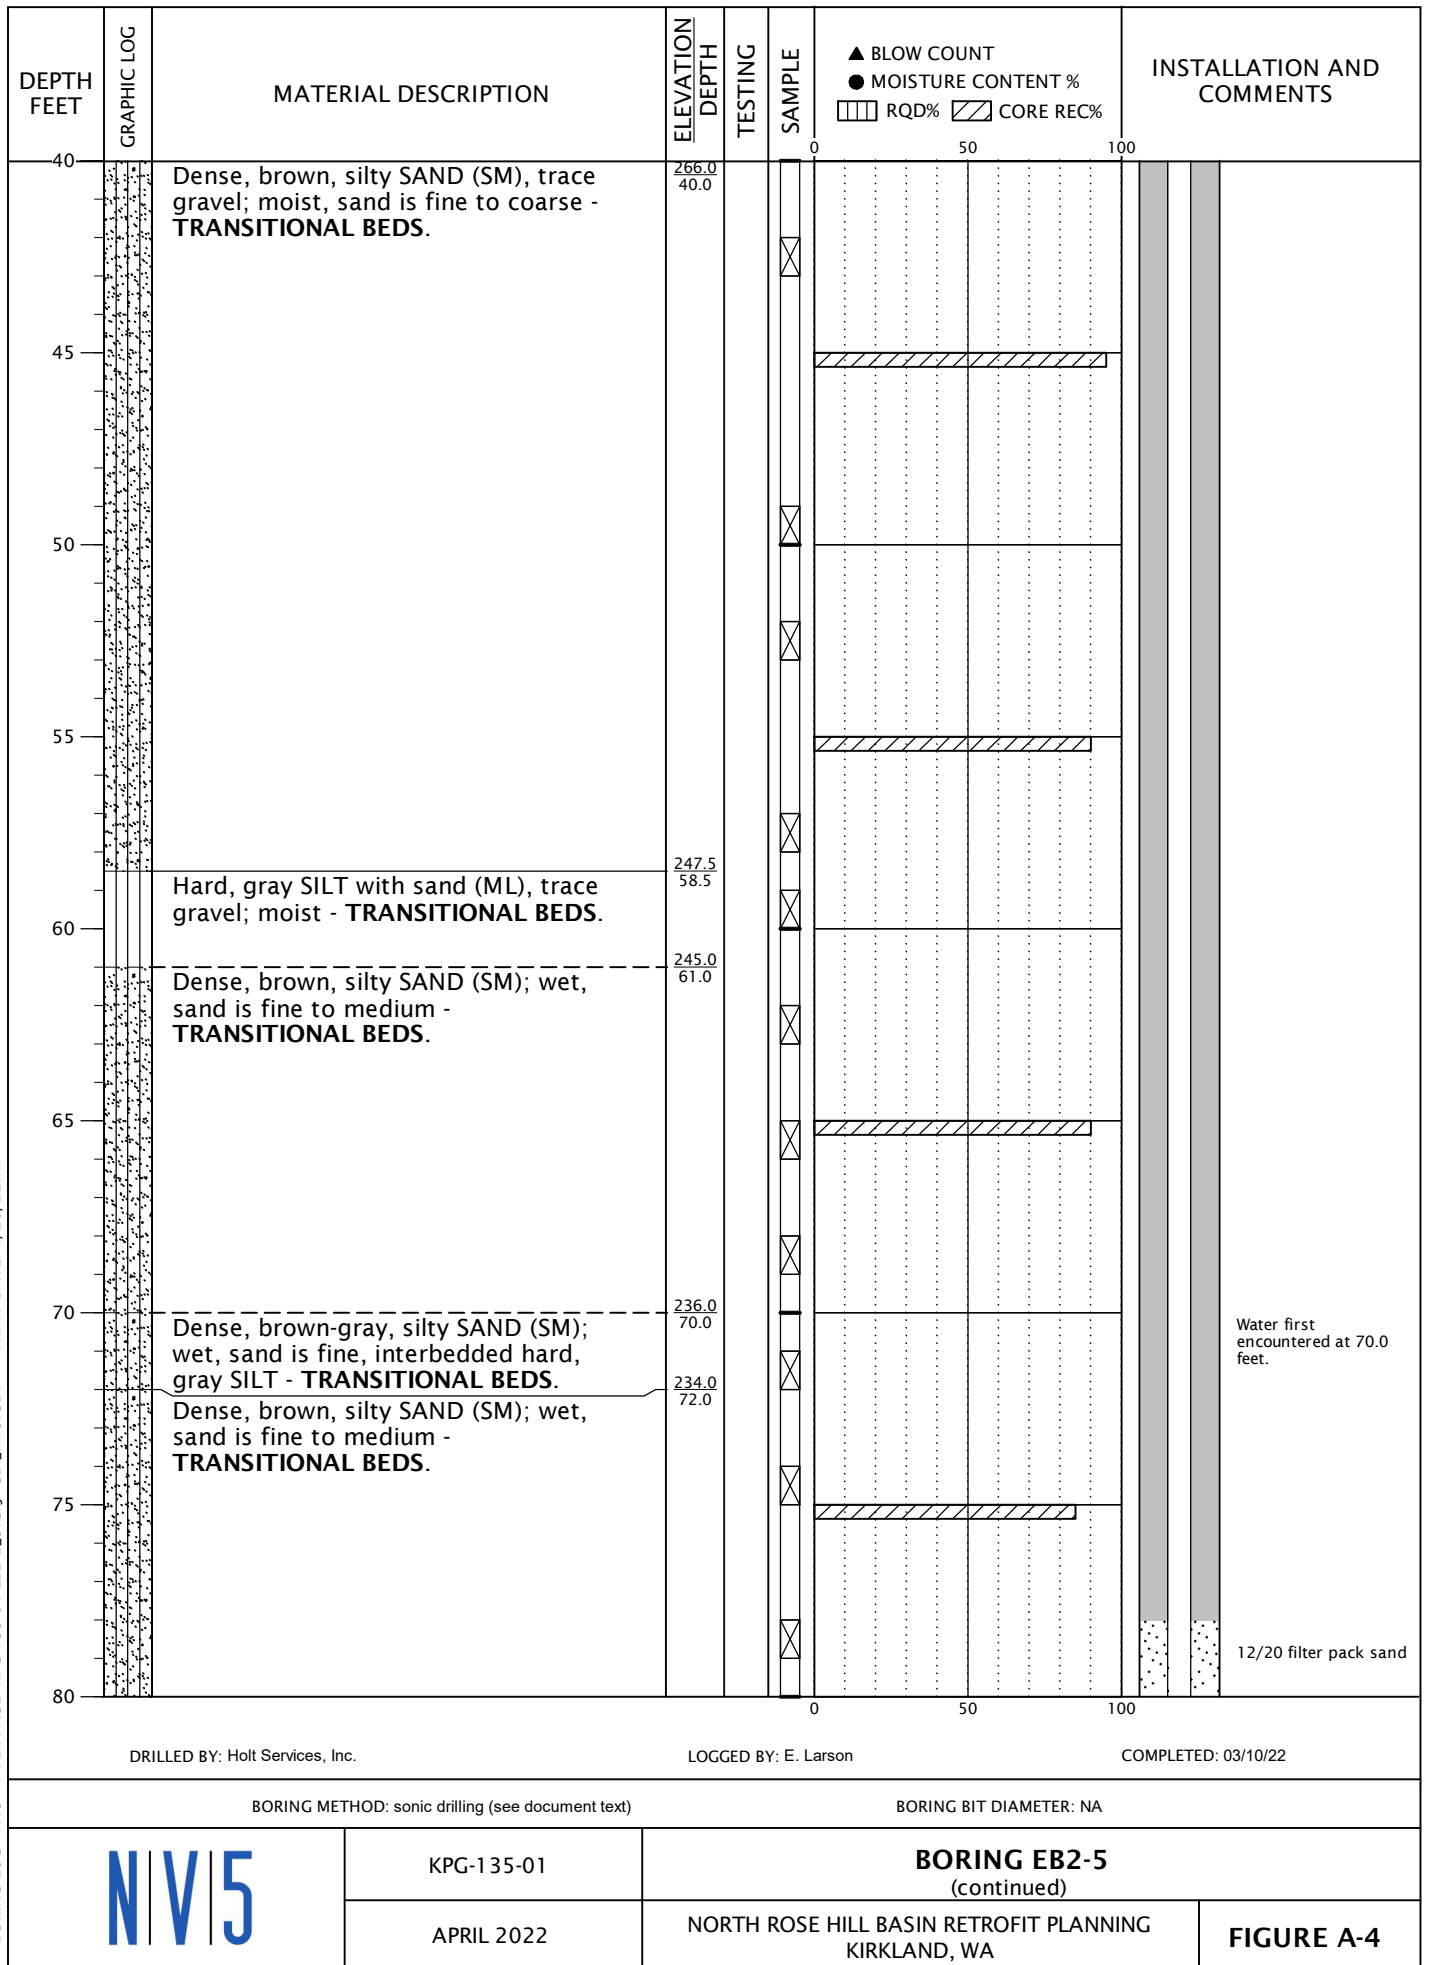 DEPTH
FEET
GRAPHIC LOG
MATERIAL DESCRIPTION
ELEVATION
DEPTH
TESTING
SAMPLE
▲ BLOW COUNT
● MOISTURE CONTENT %
RQD% CORE REC%
INSTALLATION AND
COMMENTS
0 50 100
40
Dense, brown, silty SAND (SM), trace
gravel; moist, sand is fine to coarse -
TRANSITIONAL BEDS.
266.0
40.0
45
50
55
247.5
58.5
Hard, gray SILT with sand (ML), trace
gravel; moist - TRANSITIONAL BEDS.
60
245.0
61.0
Dense, brown, silty SAND (SM); wet,
sand is fine to medium -
TRANSITIONAL BEDS.
65
70
236.0
70.0
Dense, brown-gray, silty SAND (SM);
wet, sand is fine, interbedded hard,
gray SILT - TRANSITIONAL BEDS.
Water first
encountered at 70.0
feet.
234.0
72.0
Dense, brown, silty SAND (SM); wet,
sand is fine to medium -
TRANSITIONAL BEDS.
75
12/20 filter pack sand
80
0 50 100
DRILLED BY: Holt Services, Inc.
LOGGED BY: E. Larson
COMPLETED: 03/10/22
BORING METHOD: sonic drilling (see document text)
BORING BIT DIAMETER: NA
N|V|5
KPG-135-01
BORING EB2-5
(continued)
APRIL 2022
NORTH ROSE HILL BASIN RETROFIT PLANNING
KIRKLAND, WA
FIGURE A-4